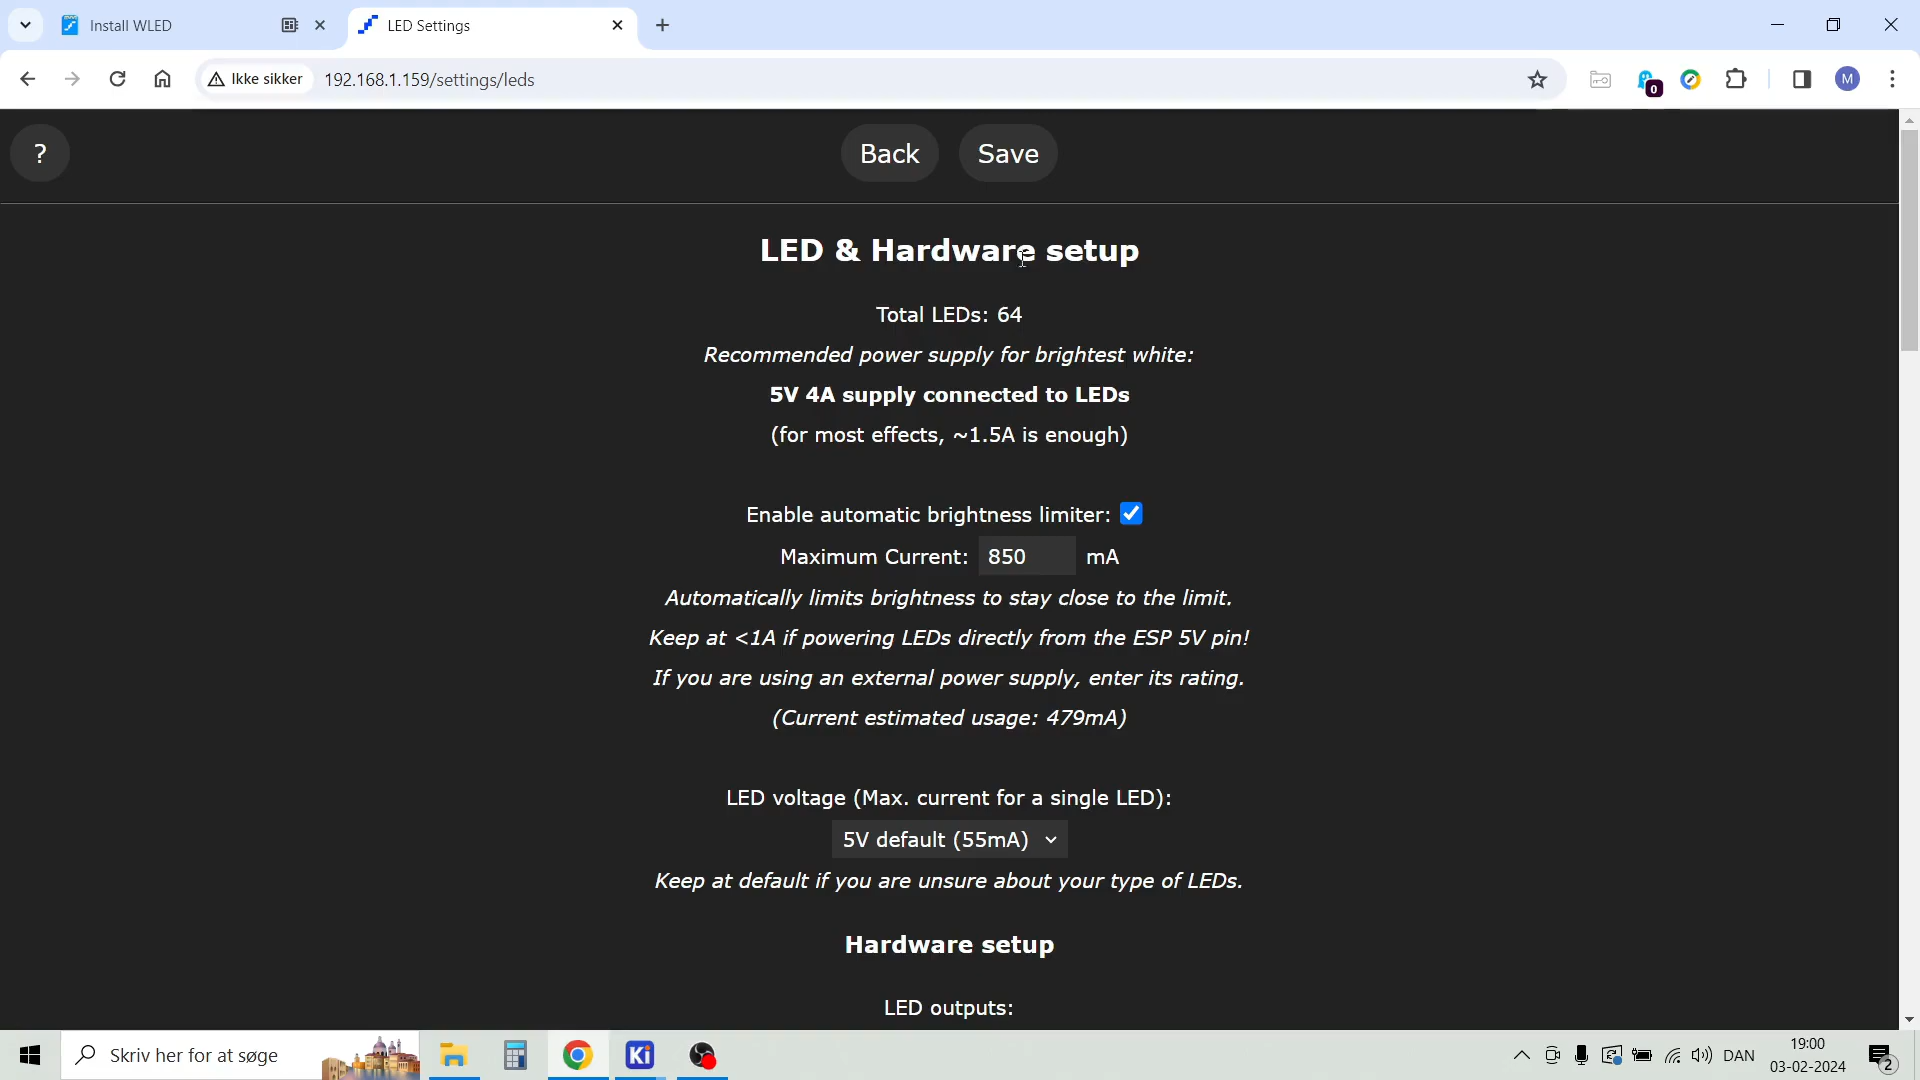 Install WLED
LED Settings
Ikke sikker
192.168.1.159/settings/leds
0
M
?
Back
Save
LED & Hardware setup
Total LEDs: 64
Recommended power supply for brightest white:
5V 4A supply connected to LEDs
(for most effects, ~1.5A is enough)
Enable automatic brightness limiter:
Maximum Current: 850 mA
Automatically limits brightness to stay close to the limit.
Keep at <1A if powering LEDs directly from the ESP 5V pin!
If you are using an external power supply, enter its rating.
(Current estimated usage: 479mA)
LED voltage (Max. current for a single LED):
5V default (55mA)
Keep at default if you are unsure about your type of LEDs.
Hardware setup
LED outputs:
Skriv her for at søge
Ki
DAN
19:00
03-02-2024
2